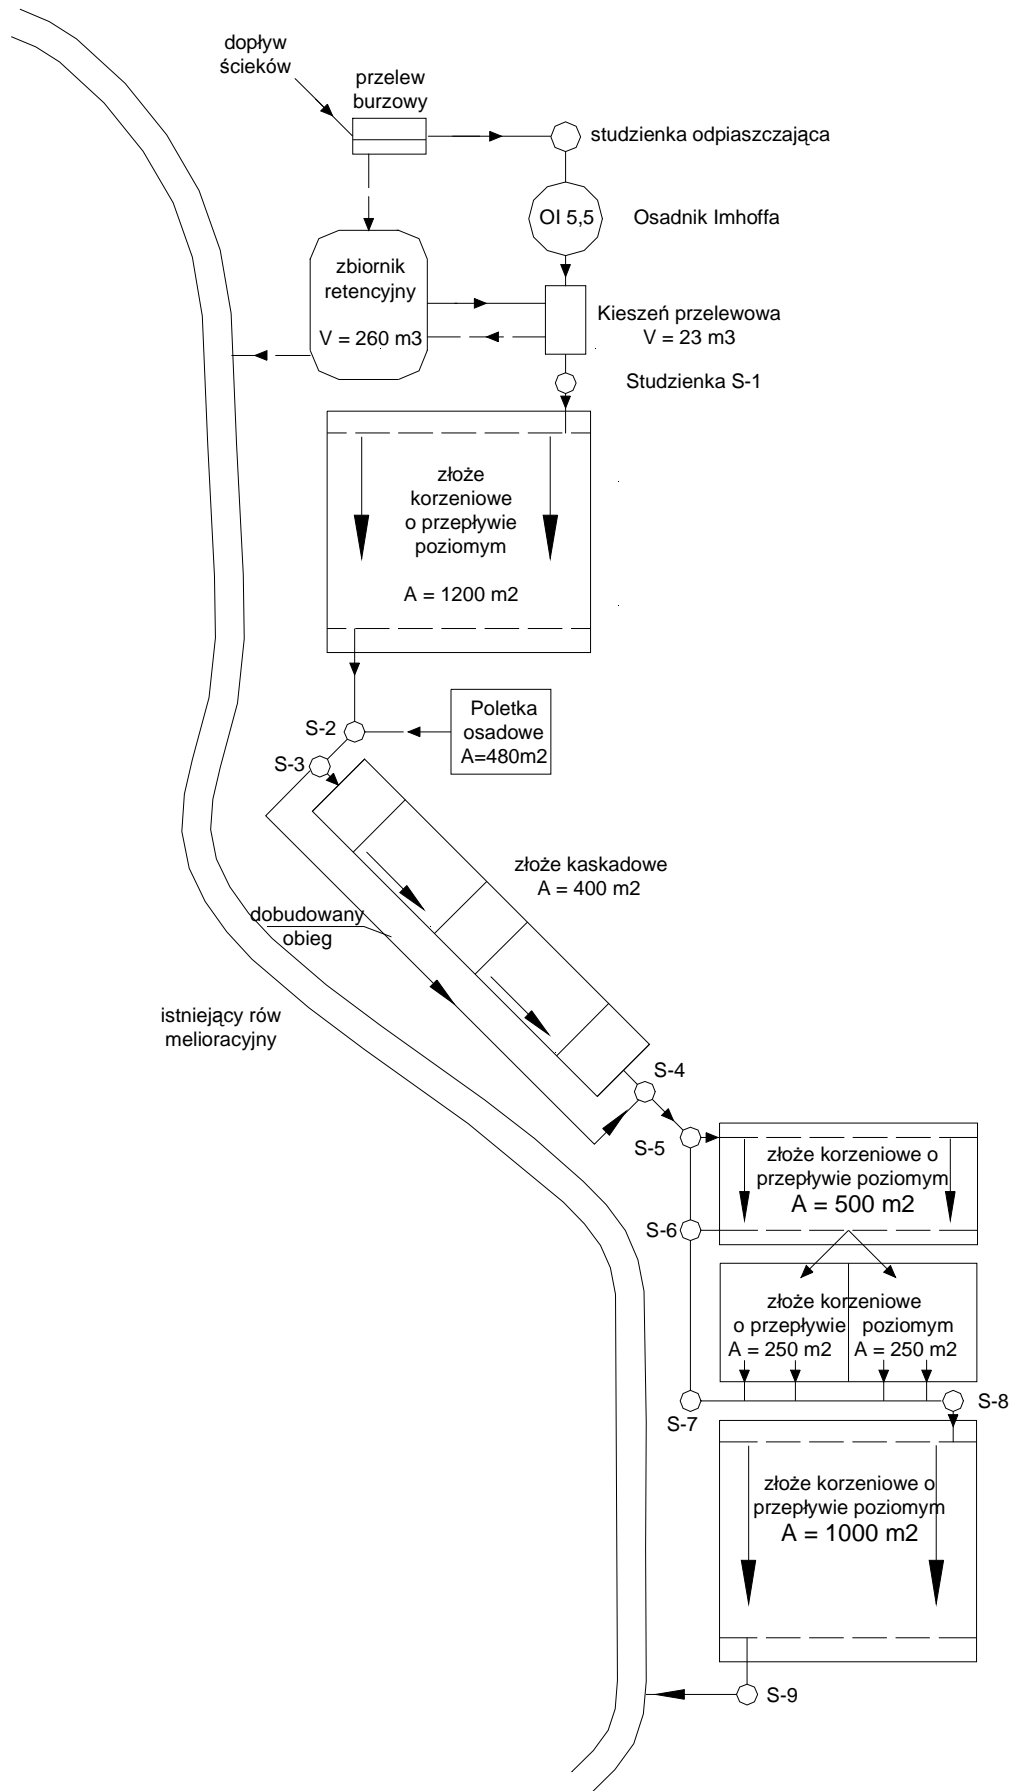 dopływ
ścieków
przelew
burzowy
studzienka odpiaszczająca
OI 5,5
Osadnik Imhoffa
zbiornik
retencyjny
V = 260 m3
Kieszeń przelewowa
V = 23 m3
Studzienka S-1
złoże
korzeniowe
o przepływie
poziomym
A = 1200 m2
S-2
Poletka
osadowe
A=480m2
S-3
złoże kaskadowe
A = 400 m2
dobudowany
obieg
istniejący rów
melioracyjny
S-4
S-5
złoże korzeniowe o
przepływie poziomym
A = 500 m2
S-6
złoże korzeniowe
o przepływie poziomym
A = 250 m2 A = 250 m2
S-7
S-8
złoże korzeniowe o
przepływie poziomym
A = 1000 m2
S-9